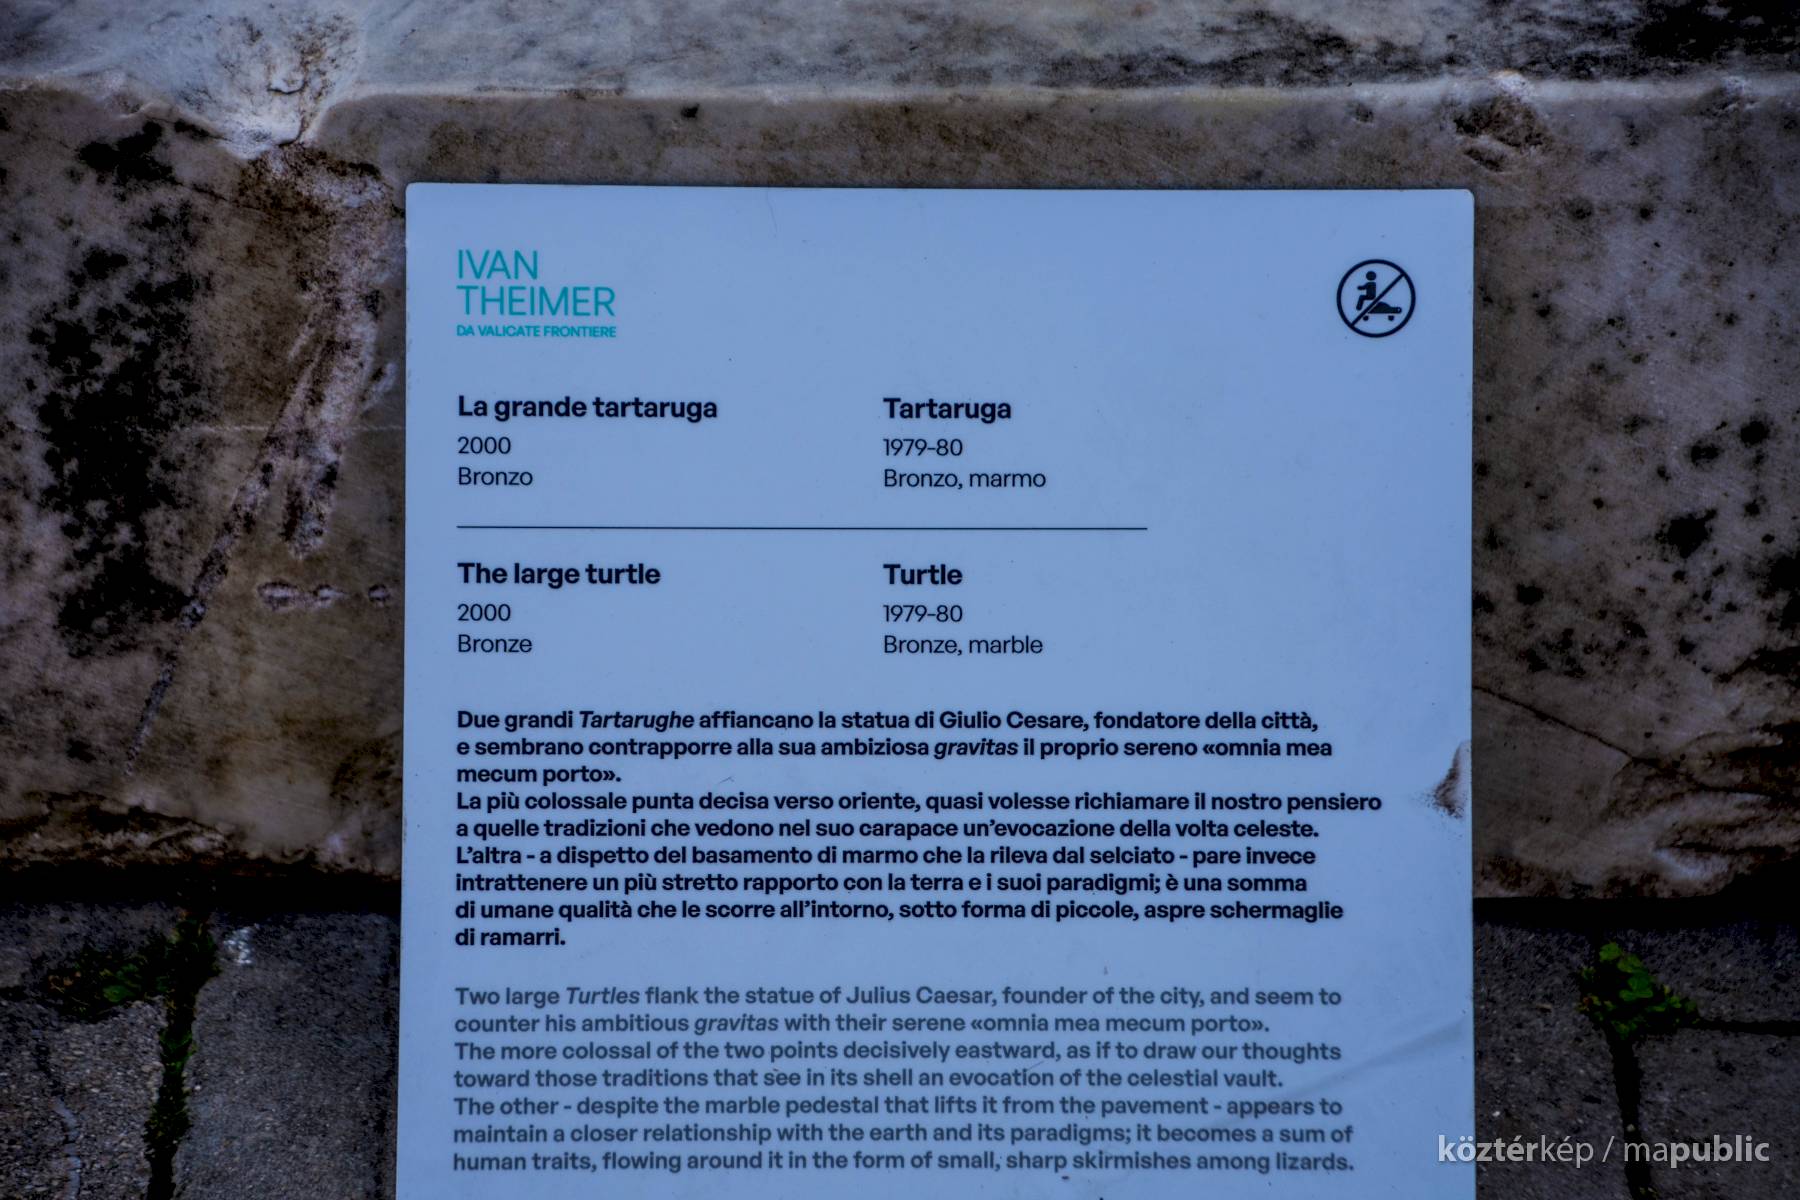 IVAN
THEIMER
DA VALICATE FRONTIERE
La grande tartaruga
2000
Bronzo
Tartaruga
1979-80
Bronzo, marmo
The large turtle
2000
Bronze
Turtle
1979-80
Bronze, marble
Due grandi Tartarughe affiancano la statua di Giulio Cesare, fondatore della città,
e sembrano contrapporre alla sua ambiziosa gravitas il proprio sereno «omnia mea
mecum porto».
La più colossale punta decisa verso oriente, quasi volesse richiamare il nostro pensiero
a quelle tradizioni che vedono nel suo carapace un’evocazione della volta celeste.
L’altra - a dispetto del basamento di marmo che la rileva dal selciato - pare invece
intrattenere un più stretto rapporto con la terra e i suoi paradigmi; è una somma
di umane qualità che le scorre all’intorno, sotto forma di piccole, aspre schermaglie
di ramarri.
Two large Turtles flank the statue of Julius Caesar, founder of the city, and seem to
counter his ambitious gravitas with their serene «omnia mea mecum porto».
The more colossal of the two points decisively eastward, as if to draw our thoughts
toward those traditions that see in its shell an evocation of the celestial vault.
The other - despite the marble pedestal that lifts it from the pavement - appears to
maintain a closer relationship with the earth and its paradigms; it becomes a sum of
human traits, flowing around it in the form of small, sharp skirmishes among lizards.
köztérkép / mapublic